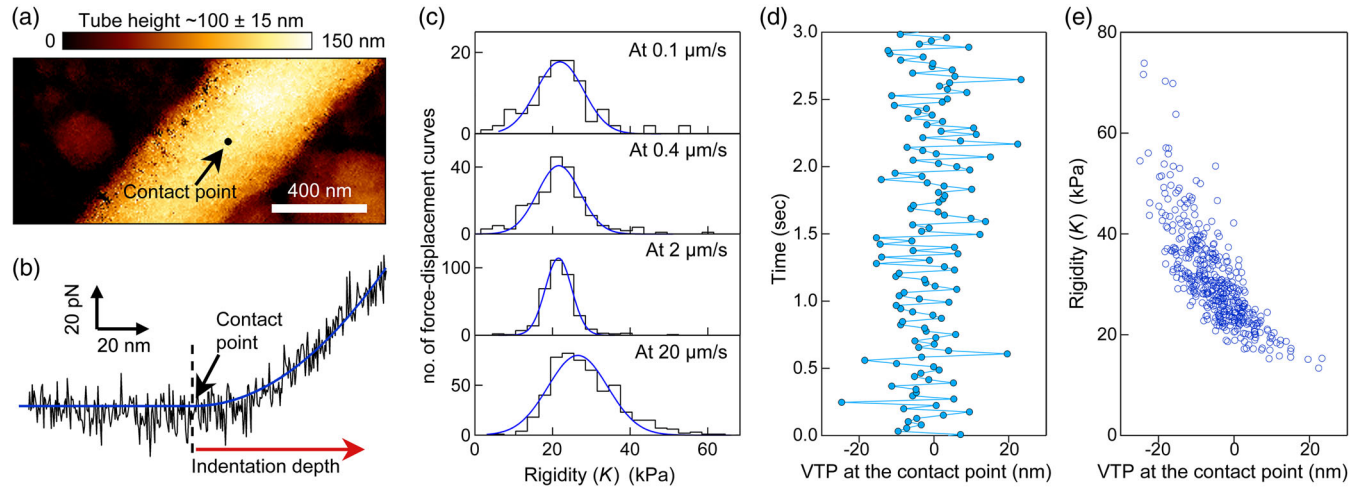 (a)
Tube height ~100 ± 15 nm
0
150 nm
Contact point
400 nm
(b)
20 pN
20 nm
Contact
point
Indentation depth
(c)
no. of force-displacement curves
At 0.1 µm/s
20
0
At 0.4 µm/s
40
0
At 2 µm/s
100
0
At 20 µm/s
50
0
0 20 40 60
Rigidity (K) (kPa)
(d)
Time (sec)
3.0
2.5
2.0
1.5
1.0
0.5
0.0
-20 0 20
VTP at the contact point (nm)
(e)
Rigidity (K) (kPa)
80
60
40
20
0
-20 0 20
VTP at the contact point (nm)